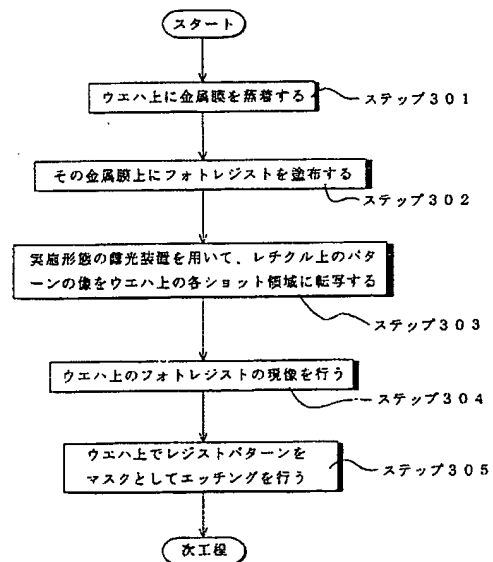 スタート
ウエハ上に金属膜を蒸着する
ステップ301
その金属膜上にフォトレジストを塗布する
ステップ302
実施形態の露光装置を用いて、レチクル上のパタ
ーンの像をウエハ上の各ショット領域に転写する
ステップ303
ウエハ上のフォトレジストの現像を行う
ステップ304
ウエハ上でレジストパターンを
マスクとしてエッチングを行う
ステップ305
次工程